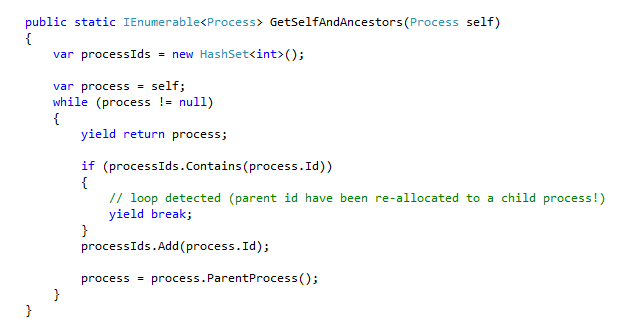 public static IEnumerable<Process> GetSelfAndAncestors(Process self)
{
    var processIds = new HashSet<int>();

    var process = self;
    while (process != null)
    {
        yield return process;

        if (processIds.Contains(process.Id))
        {
            // loop detected (parent id have been re-allocated to a child process!)
            yield break;
        }
        processIds.Add(process.Id);

        process = process.ParentProcess();
    }
}